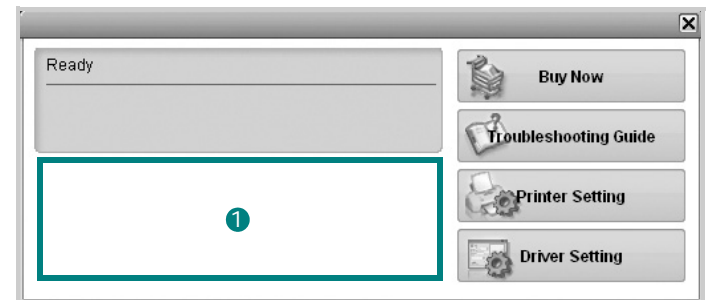 Ready
Buy Now
Troubleshooting Guide
1
Printer Setting
Driver Setting